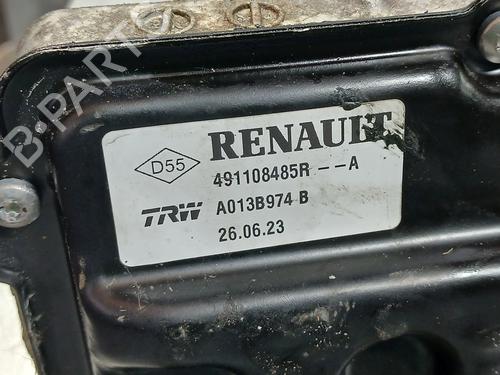 B-PARTS
RENAULT
D55
491108485R --A
TRW A013B974 B
26.06.23